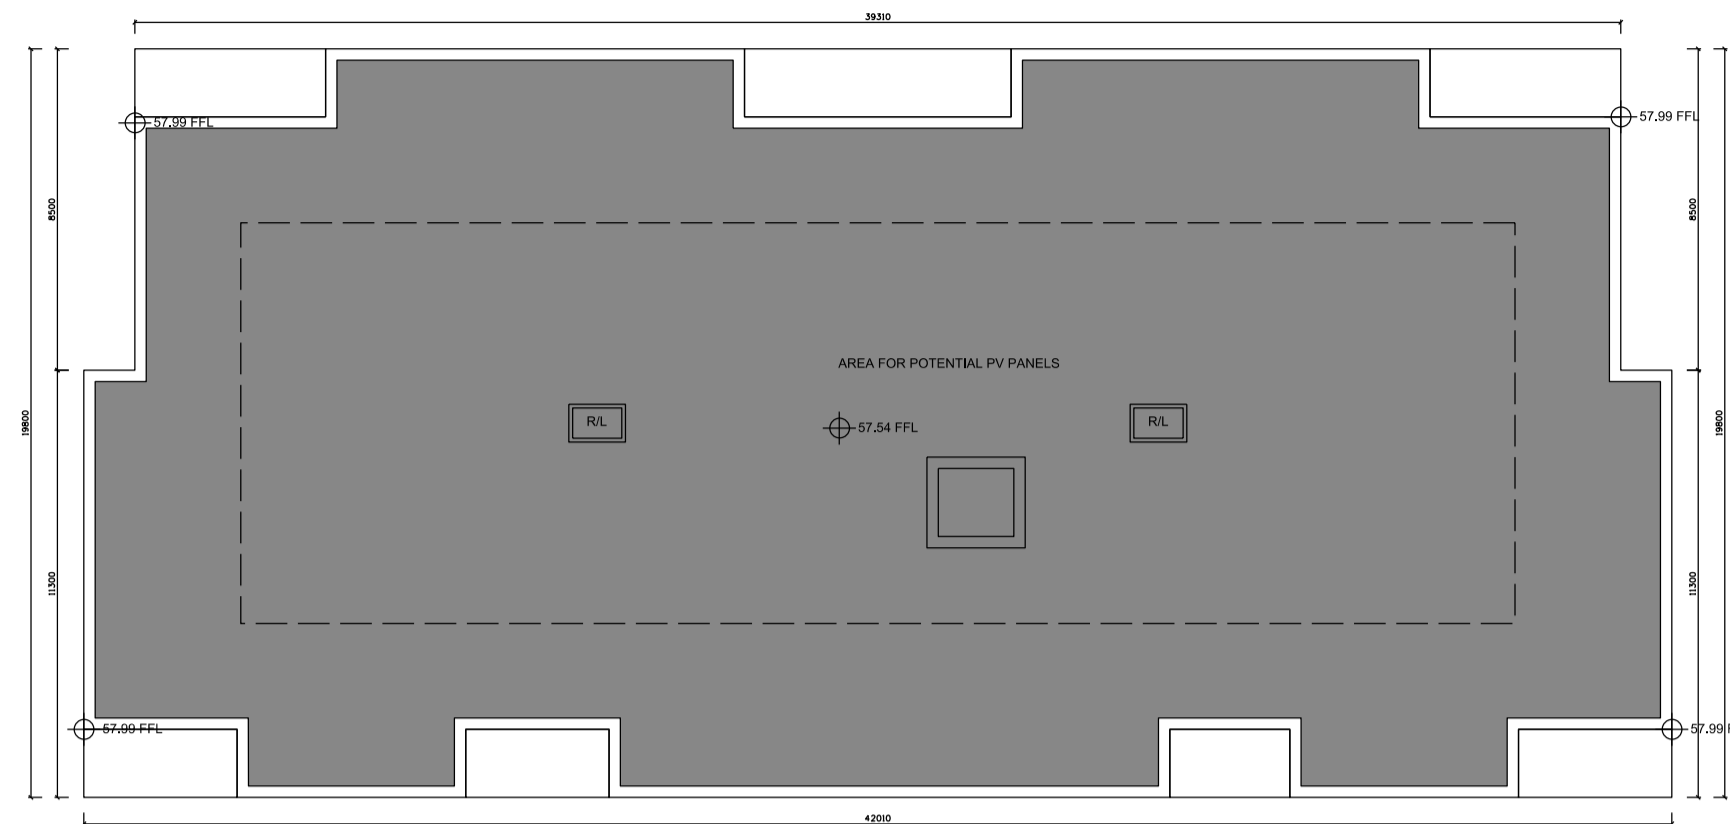 39310
57.99 FFL
57.99 FFL
8500
8500
AREA FOR POTENTIAL PV PANELS
R/L
R/L
57.54 FFL
19800
19800
11300
11300
57.99 FFL
57.99 F
42010